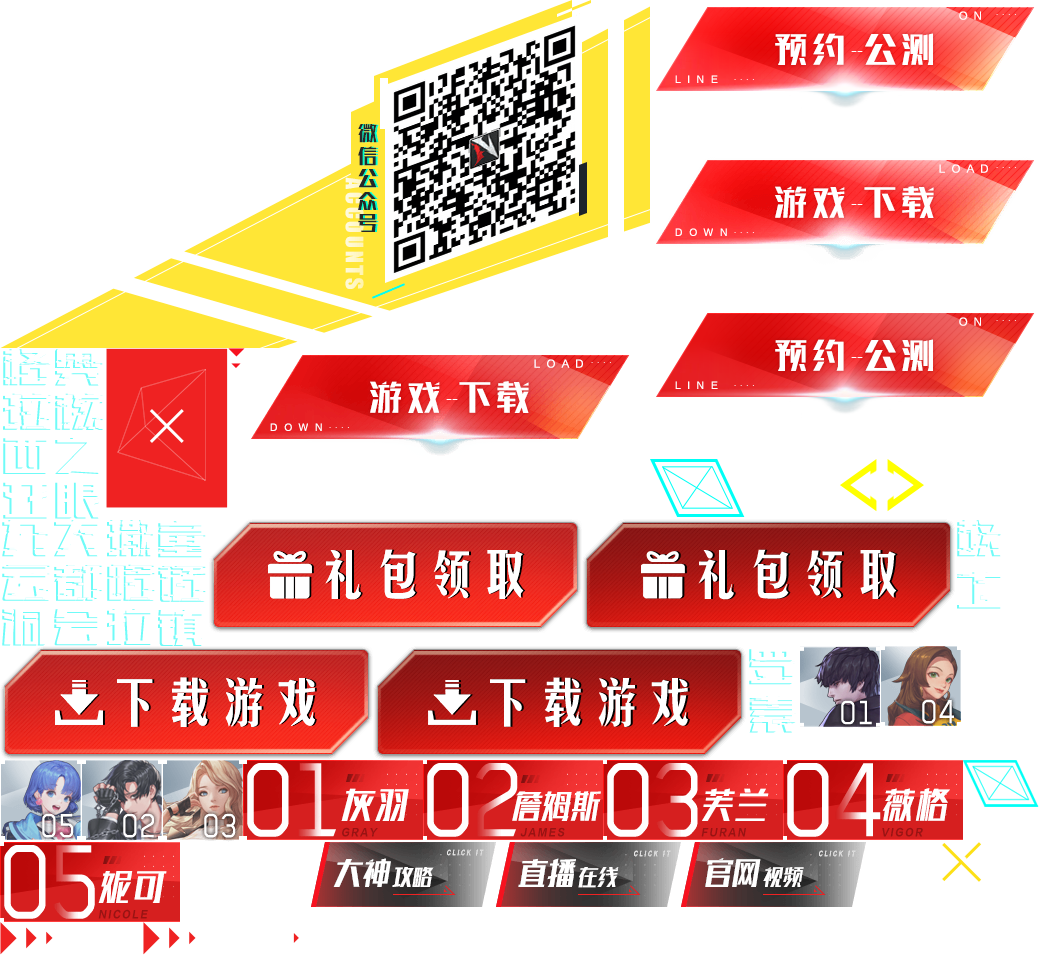 ON
预约--公测
LINE
微信公众号
ACCOUNTS
LOAD
游戏--下载
DOWN
ON
预约--公测
LINE
LOAD
游戏--下载
DOWN
之
礼包领取
礼包领取
下载游戏
下载游戏
01
04
05
02
03
01 灰羽
GRAY
02 詹姆斯
JAMES
03 芙兰
FURAN
04 薇格
VIGOR
05 妮可
NICOLE
CLICK IT
大神攻略
CLICK IT
直播在线
CLICK IT
官网视频